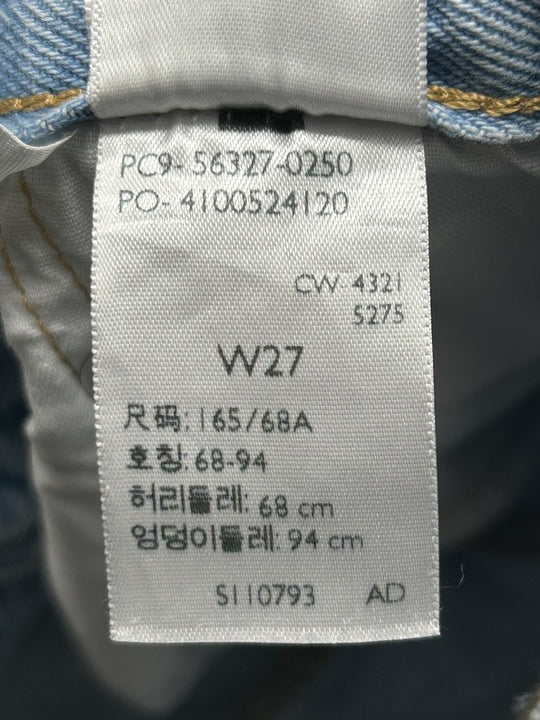 PC9- 56327-0250
PO- 4100524120
CW 4321
5275
W27
尺码: 165/68A
호칭: 68-94
허리둘레: 68 cm
엉덩이둘레: 94 cm
S110793 AD